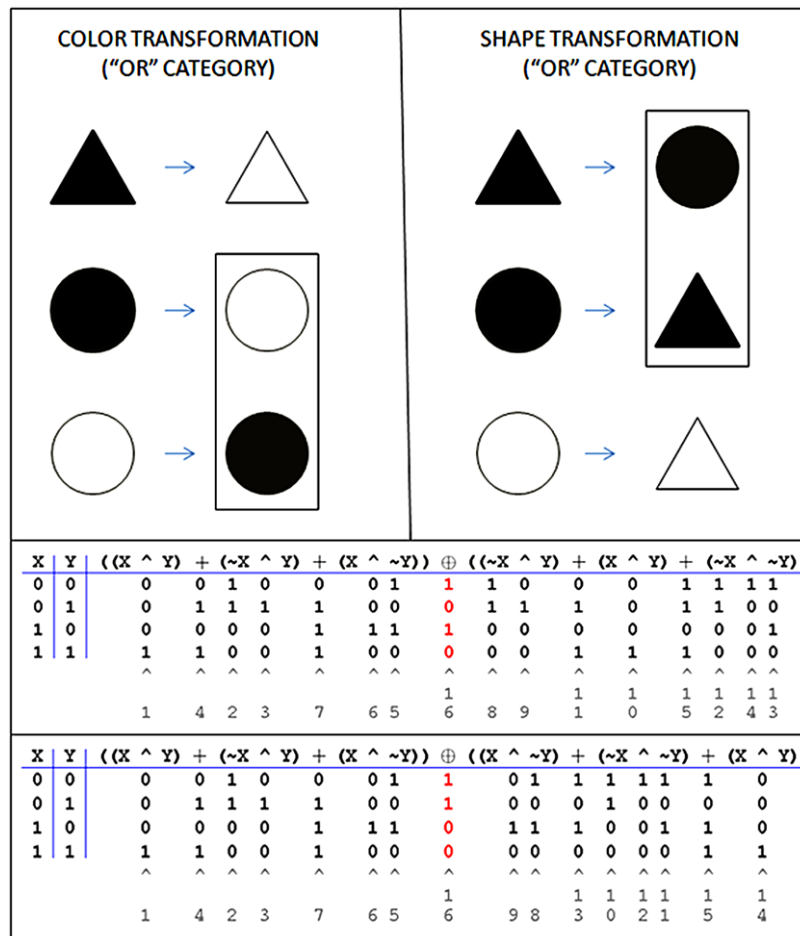 COLOR TRANSFORMATION
("OR" CATEGORY)
SHAPE TRANSFORMATION
("OR" CATEGORY)
X | Y | ((X ^ Y) + (~X ^ Y) + (X ^ ~Y)) ⊕ ((~X ^ Y) + (X ^ Y) + (~X ^ ~Y)
0 | 0 | 0 0 1 0 0 0 1 1 1 0 0 0 1 1 1 1
0 | 1 | 0 1 1 1 1 0 0 0 1 1 1 0 1 1 0 0
1 | 0 | 0 0 0 0 1 1 1 1 0 0 0 0 0 0 0 1
1 | 1 | 1 1 0 0 1 0 0 0 0 0 1 1 1 0 0 0
^ ^ ^ ^ ^ ^ ^ ^ ^ ^ ^ ^ ^ ^ ^ ^
1 1 1 1 1 1 1
1 4 2 3 7 6 5 6 8 9 1 0 5 2 4 3
X | Y | ((X ^ Y) + (~X ^ Y) + (X ^ ~Y)) ⊕ ((X ^ ~Y) + (~X ^ ~Y) + (X ^ Y)
0 | 0 | 0 0 1 0 0 0 1 1 0 1 1 1 1 1 1 0
0 | 1 | 0 1 1 1 1 0 0 1 0 0 0 1 0 0 0 0
1 | 0 | 0 0 0 0 1 1 1 0 1 1 1 0 0 1 1 0
1 | 1 | 1 1 0 0 1 0 0 0 0 0 0 0 0 0 1 1
^ ^ ^ ^ ^ ^ ^ ^ ^ ^ ^ ^ ^ ^ ^ ^
1 1 1 1 1 1 1
1 4 2 3 7 6 5 6 9 8 3 0 2 1 5 4